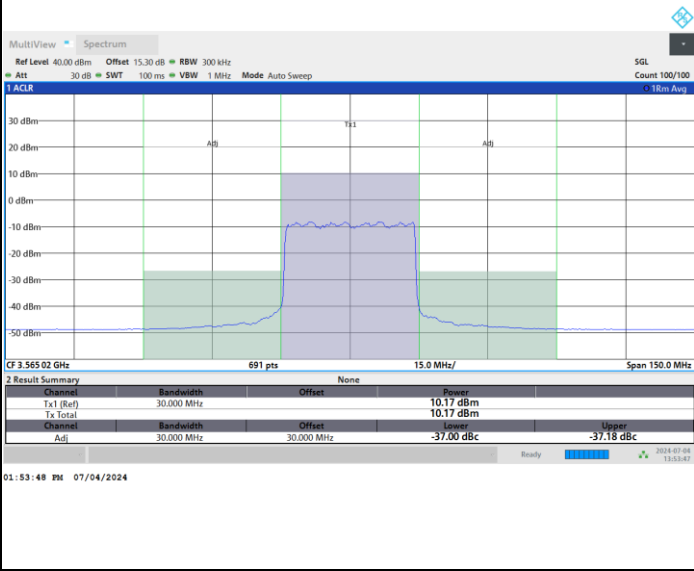 MultiView Spectrum
Ref Level 40.00 dBm Offset 15.30 dB RBW 300 kHz SGL
Att 30 dB SWT 100 ms VBW 1 MHz Mode Auto Sweep Count 100/100
1 ACLR 1Rm Avg
30 dBm
Tx1
20 dBm
Adj Adj
10 dBm
0 dBm
-10 dBm
-20 dBm
-30 dBm
-40 dBm
-50 dBm
CF 3.565 02 GHz 691 pts 15.0 MHz/ Span 150.0 MHz
2 Result Summary None
Channel Bandwidth Offset Power
Tx1 (Ref) 30.000 MHz 10.17 dBm
Tx Total 10.17 dBm
Channel Bandwidth Offset Lower Upper
Adj 30.000 MHz 30.000 MHz -37.00 dBc -37.18 dBc
Ready 2024-07-04
13:53:47
01:53:48 PM 07/04/2024